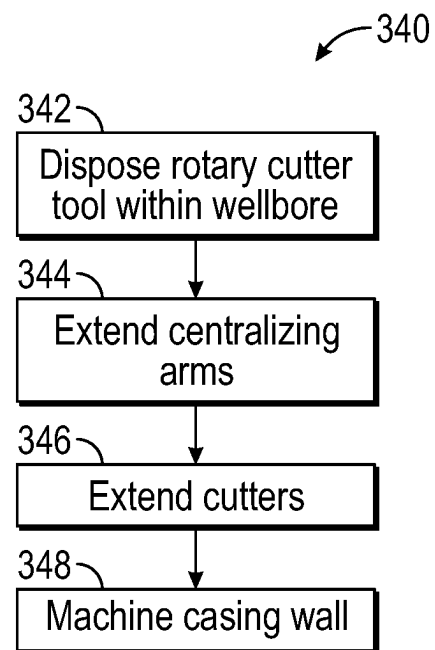 340
342
Dispose rotary cutter
tool within wellbore
344
Extend centralizing
arms
346
Extend cutters
348
Machine casing wall